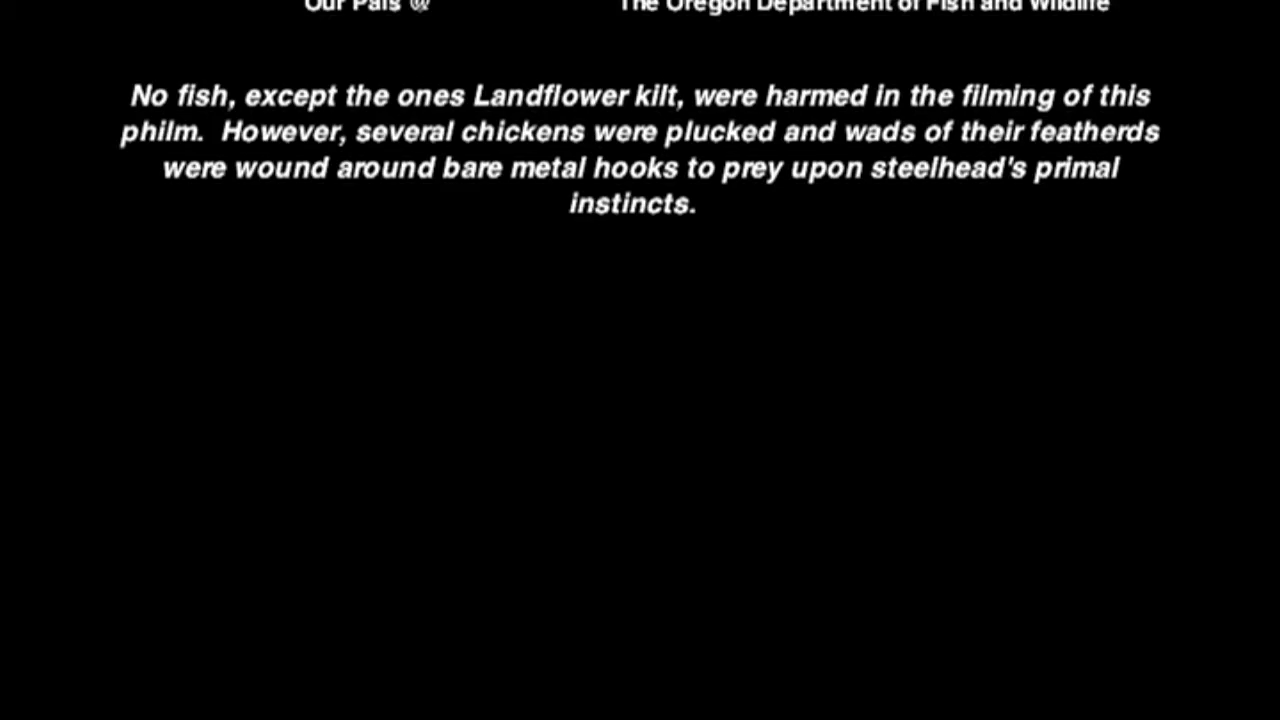 Our Pals @ The Oregon Department of Fish and Wildlife
No fish, except the ones Landflower kilt, were harmed in the filming of this
philm. However, several chickens were plucked and wads of their featherds
were wound around bare metal hooks to prey upon steelhead's primal
instincts.